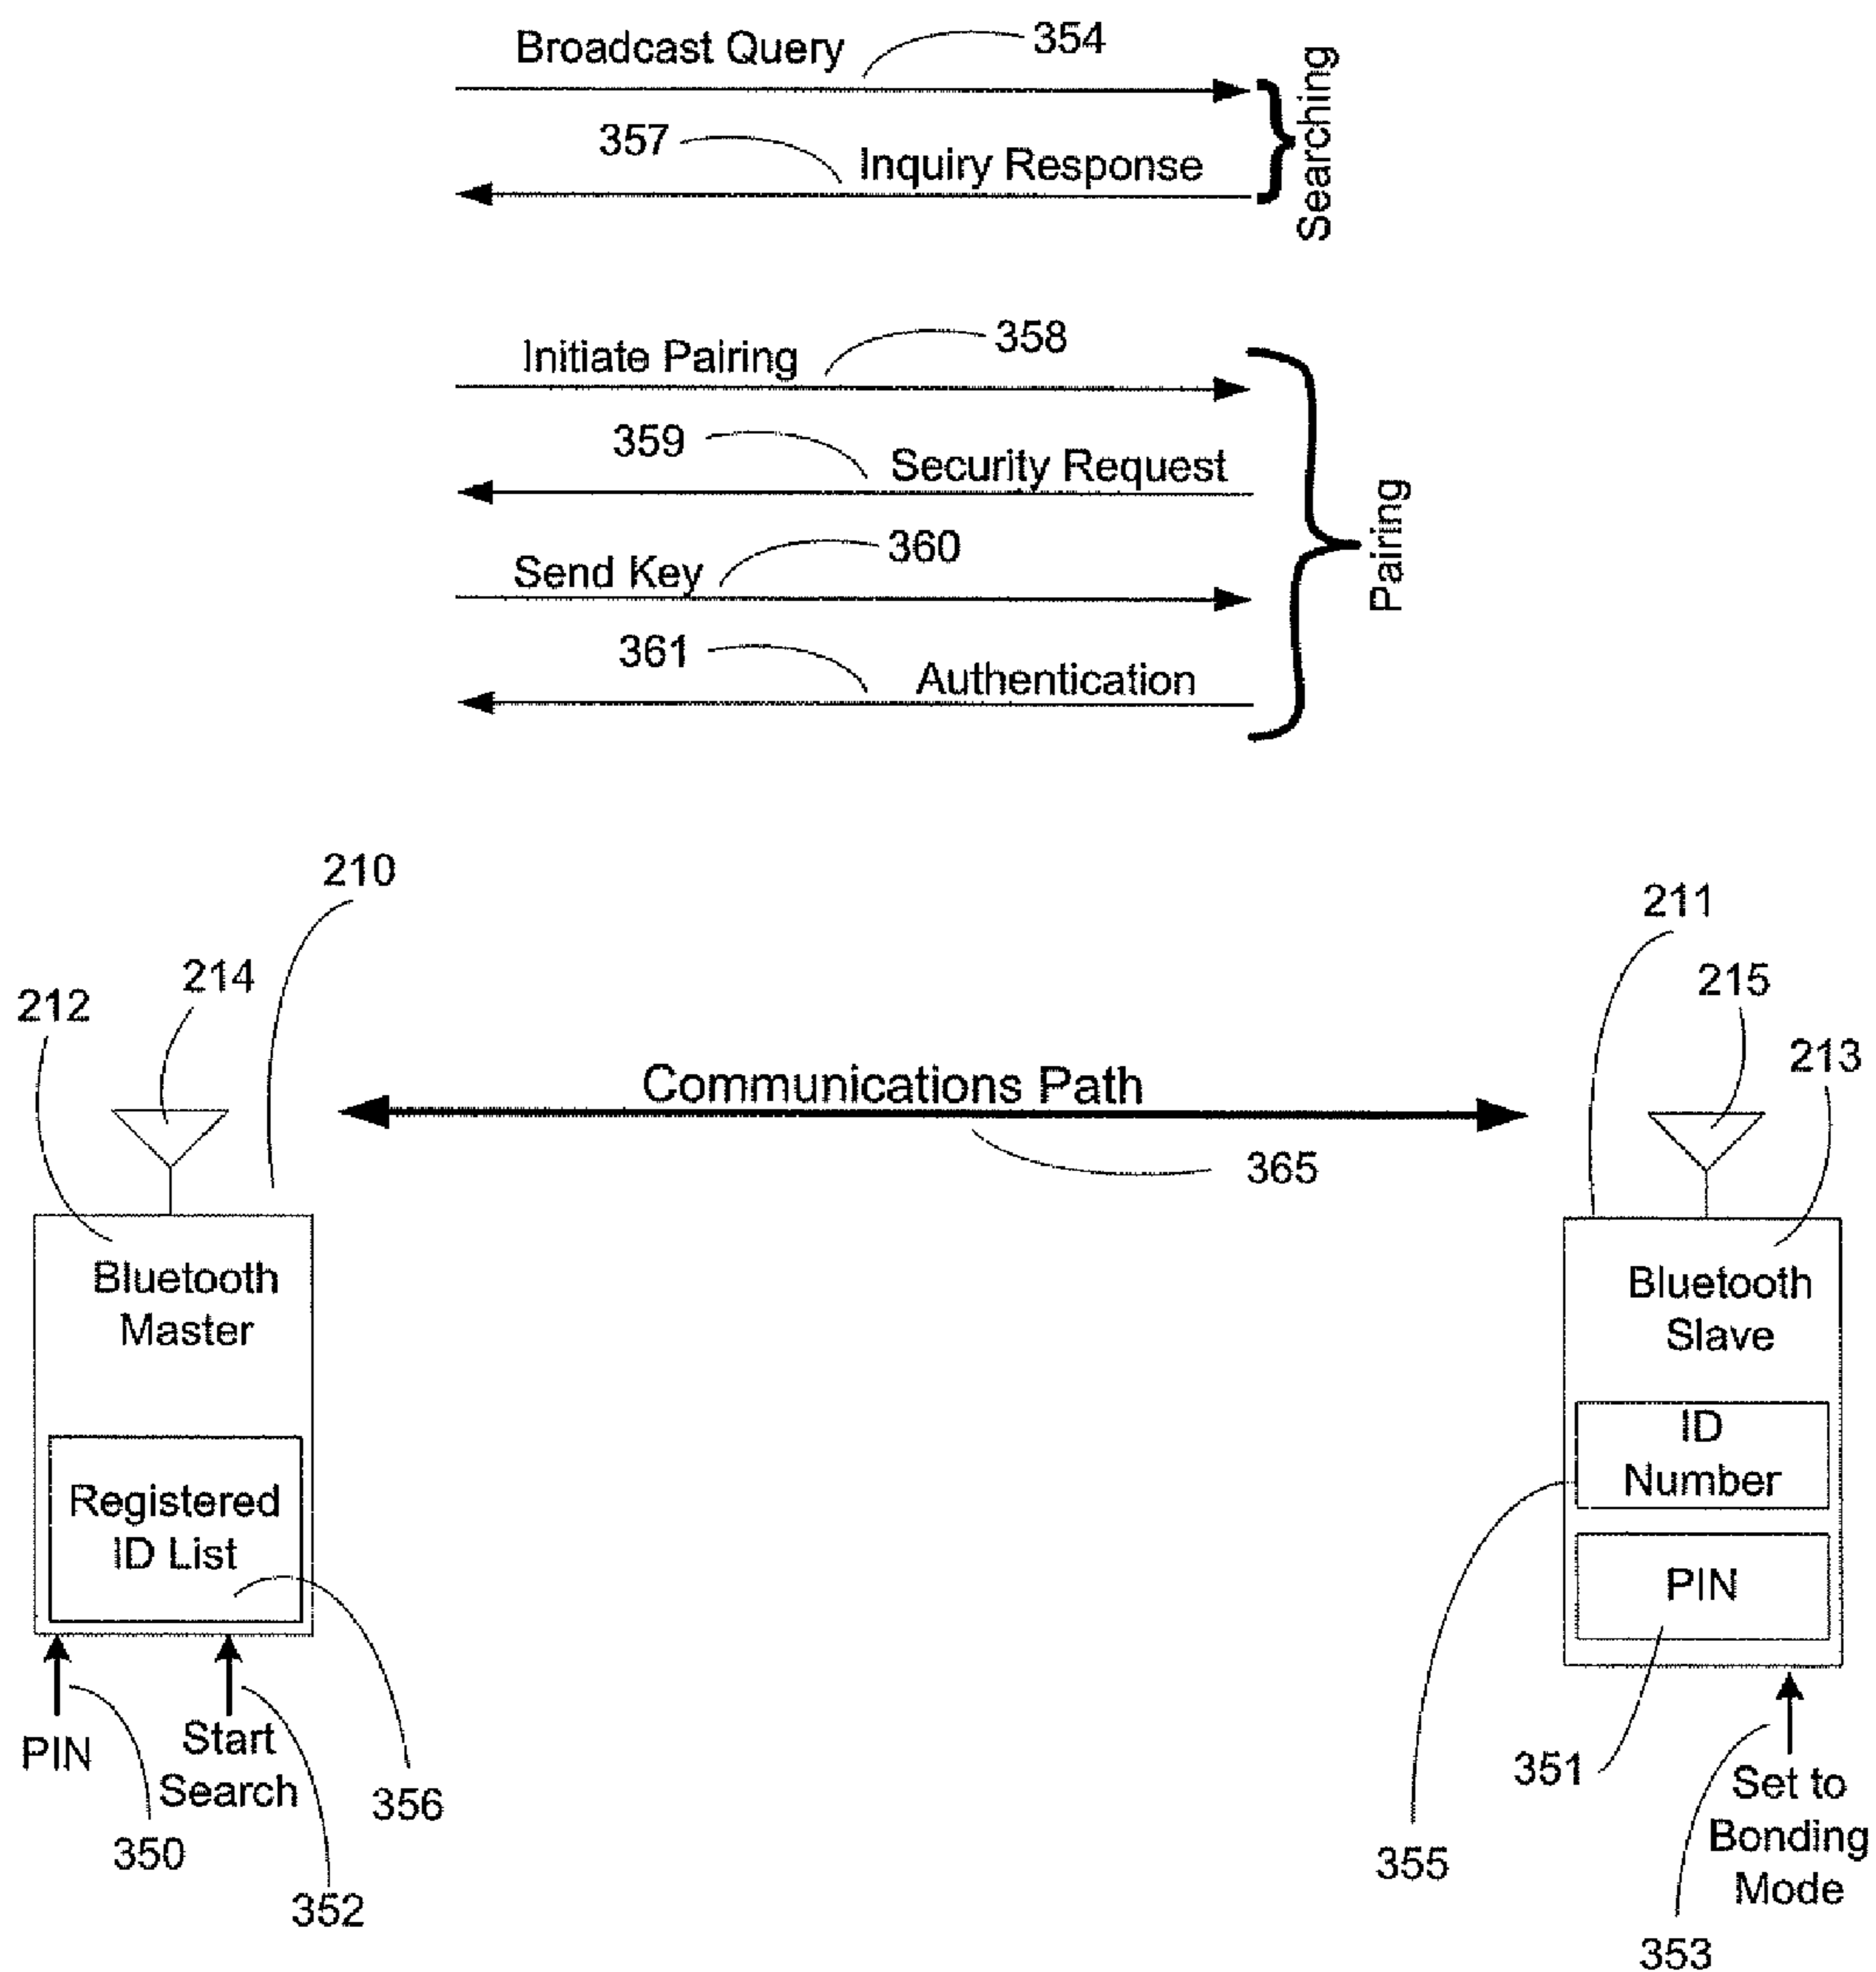 Broadcast Query
354
357
Inquiry Response
Searching
Initiate Pairing
358
359
Security Request
360
Send Key
361
Authentication
Pairing
210
211
214
212
215
213
Communications Path
365
Bluetooth
Master
Bluetooth
Slave
Registered
ID List
ID
Number
PIN
PIN
Start
Search
350
352
356
351
355
Set to
Bonding
Mode
353